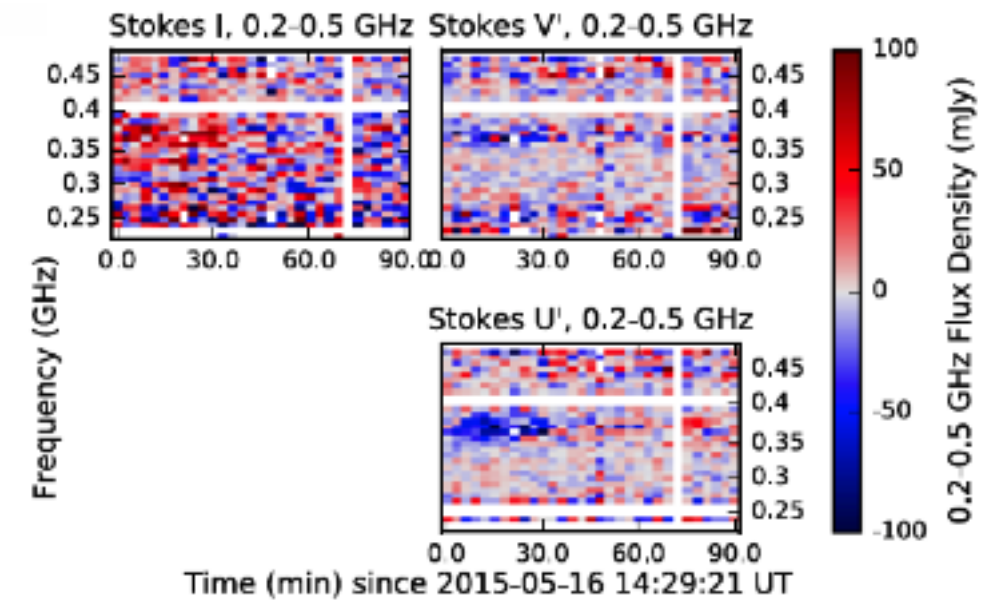 Stokes I, 0.2-0.5 GHz
Stokes V', 0.2-0.5 GHz
0.45
0.4
0.35
0.3
0.25
0.0 30.0 60.0 90.0
0.45
0.4
0.35
0.3
0.25
0.0 30.0 60.0 90.0
Stokes U', 0.2-0.5 GHz
0.45
0.4
0.35
0.3
0.25
0.0 30.0 60.0 90.0
Frequency (GHz)
Time (min) since 2015-05-16 14:29:21 UT
100
50
0
-50
-100
0.2-0.5 GHz Flux Density (mJy)